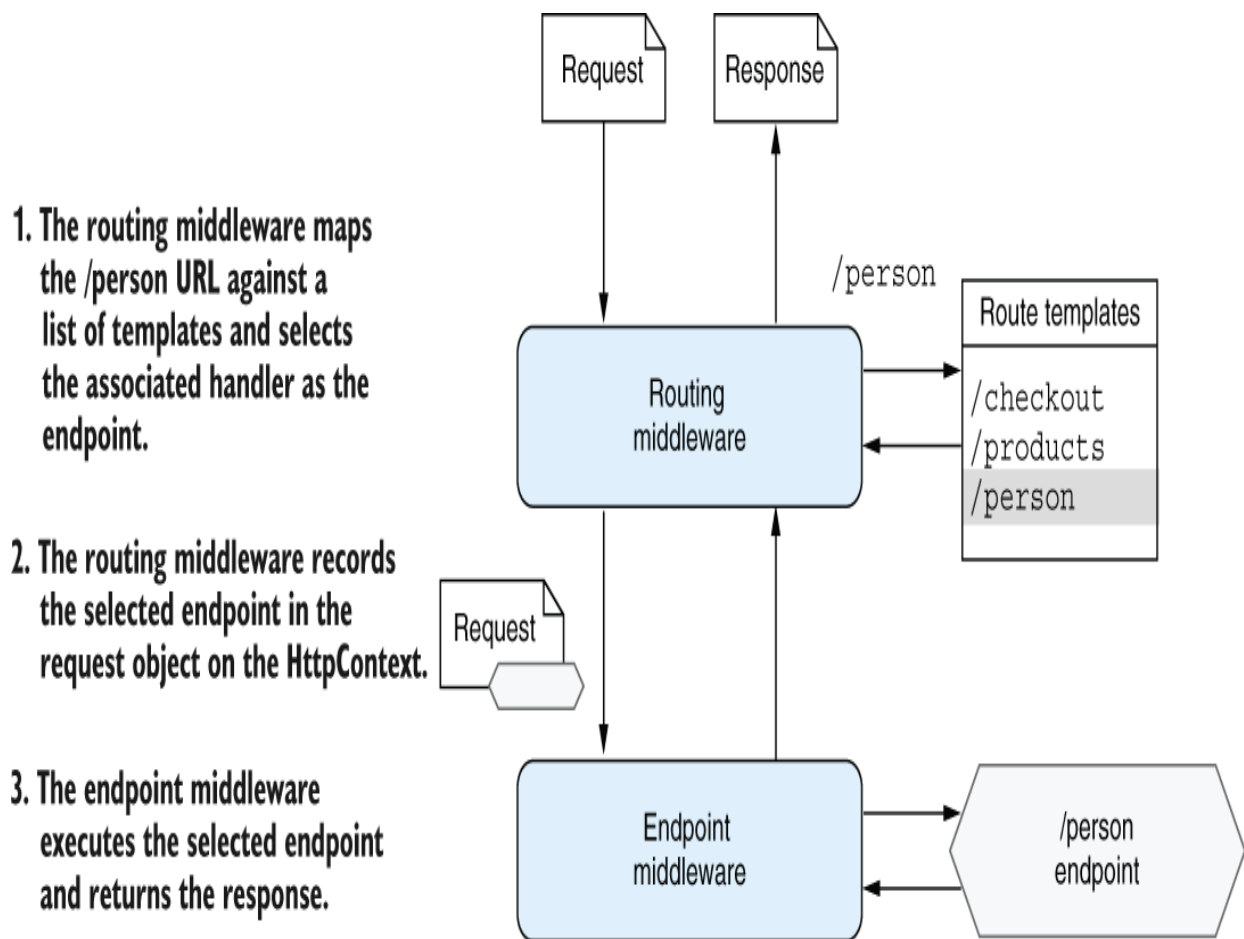 Request
Response
1. The routing middleware maps
the /person URL against a
list of templates and selects
the associated handler as the
endpoint.
/person
Route templates
/checkout
/products
/person
Routing
middleware
2. The routing middleware records
the selected endpoint in the
request object on the HttpContext.
Request
3. The endpoint middleware
executes the selected endpoint
and returns the response.
Endpoint
middleware
/person
endpoint